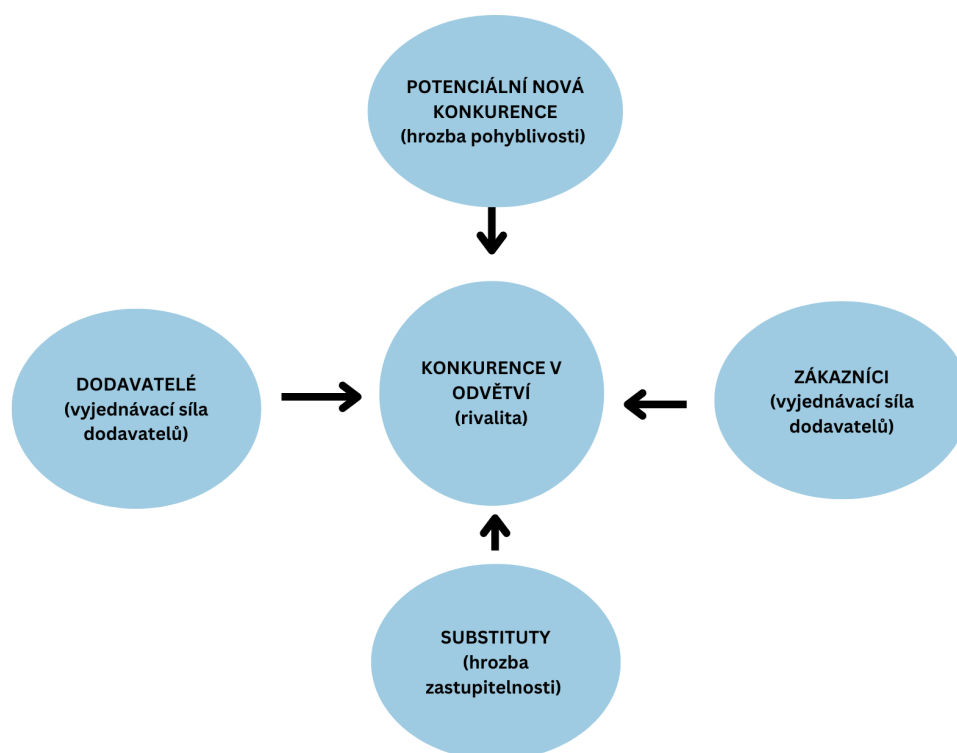 POTENCIÁLNÍ NOVÁ
KONKURENCE
(hrozba pohyblivosti)
DODAVATELÉ
(vyjednávací síla
dodavatelů)
KONKURENCE V
ODVĚTVÍ
(rivalita)
ZÁKAZNÍCI
(vyjednávací síla
dodavatelů)
SUBSTITUTY
(hrozba
zastupitelnosti)